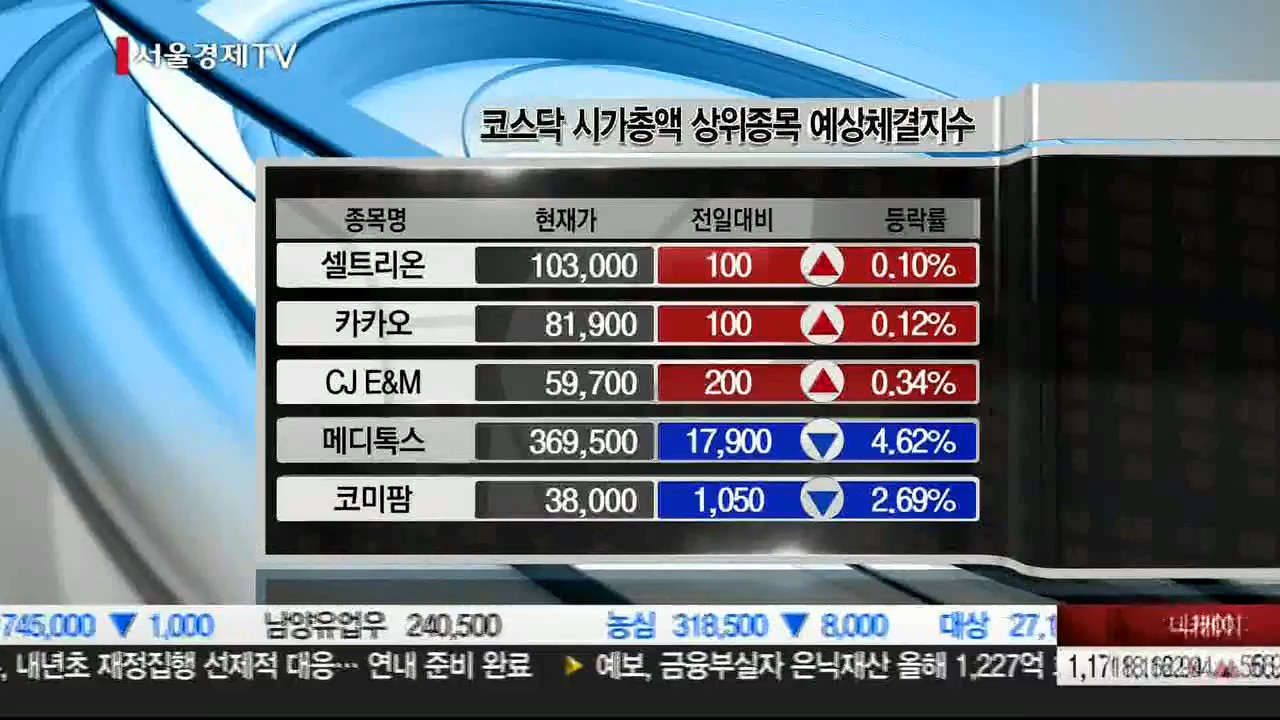 서울경제TV
코스닥 시가총액 상위종목 예상체결지수
종목명 현재가 전일대비 등락률
셀트리온 103,000 100 ▲ 0.10%
카카오 81,900 100 ▲ 0.12%
CJ E&M 59,700 200 ▲ 0.34%
메디톡스 369,500 17,900 ▼ 4.62%
코미팜 38,000 1,050 ▼ 2.69%
745,000 ▼ 1,000 남양유업우 240,500 농심 318,500 ▼ 8,000 대상 27,1
, 내년초 재정집행 선제적 대응… 연내 준비 완료 ▶ 예보, 금융부실자 은닉재산 올해 1,227억